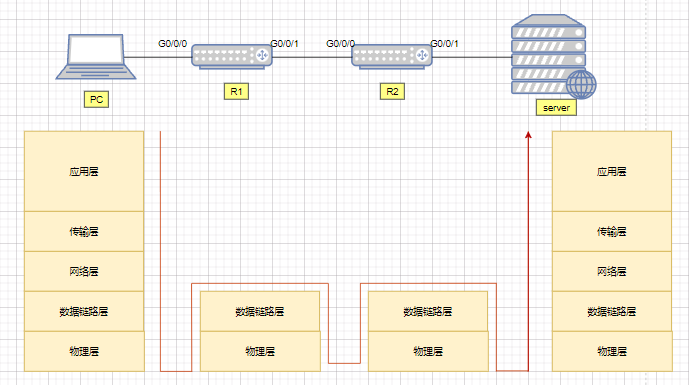 G0/0/0
G0/0/1
G0/0/0
G0/0/1
PC
R1
R2
server
应用层
应用层
传输层
传输层
网络层
网络层
数据链路层
数据链路层
数据链路层
数据链路层
物理层
物理层
物理层
物理层